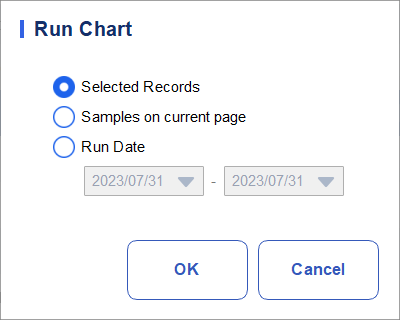 Run Chart
Selected Records
Samples on current page
Run Date
2023/07/31 - 2023/07/31
OK Cancel